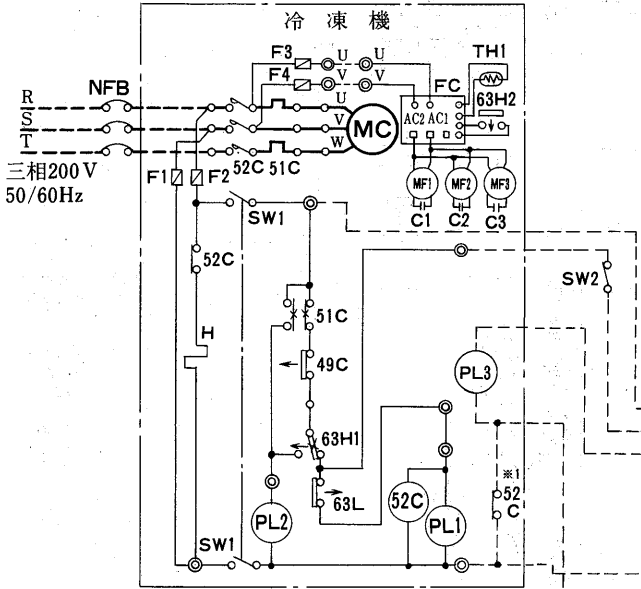 冷凍機
F3 U U
F4 V V
TH1
FC
63H2
NFB
R
S
T
U
V
W
MC
AC2 AC1
52C 51C
三相200V
50/60Hz
F1 F2
MF1 MF2 MF3
C1 C2 C3
SW1
52C
SW2
51C
H
49C
PL3
63H1
※1
52
C
63L
52C
PL2
PL1
SW1